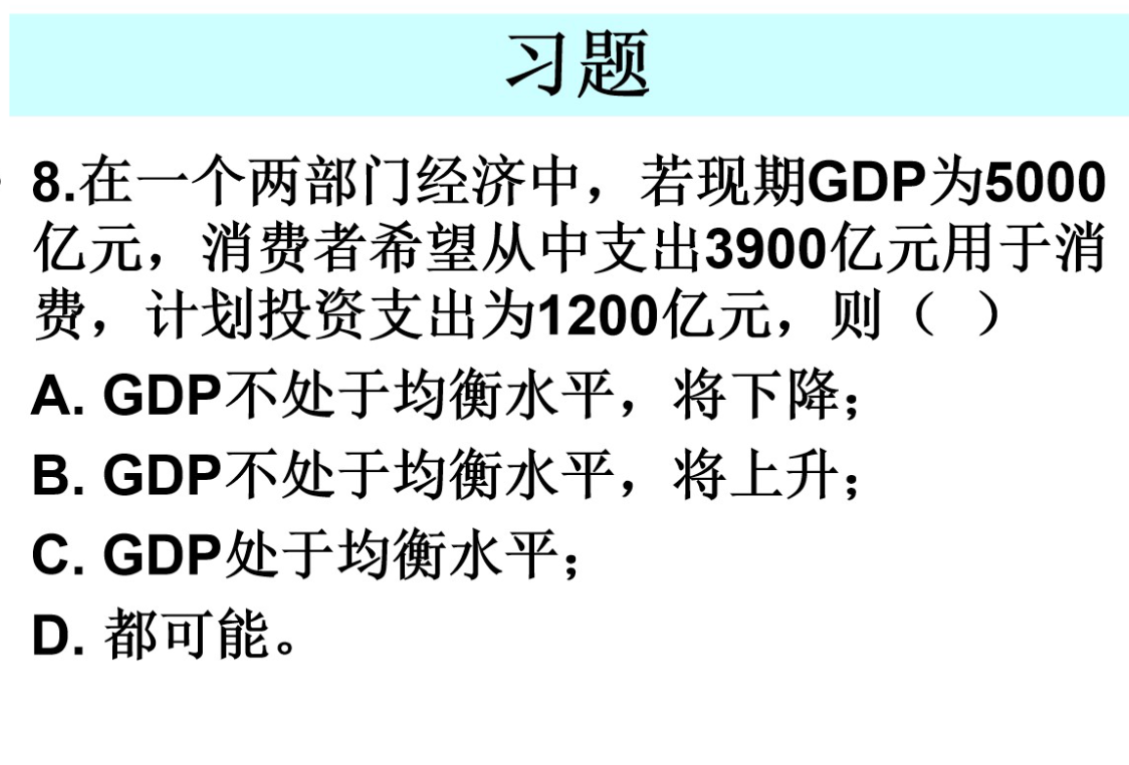 习题
8.在一个两部门经济中，若现期GDP为5000
亿元，消费者希望从中支出3900亿元用于消
费，计划投资支出为1200亿元，则（ ）
A. GDP不处于均衡水平，将下降；
B. GDP不处于均衡水平，将上升；
C. GDP处于均衡水平；
D. 都可能。